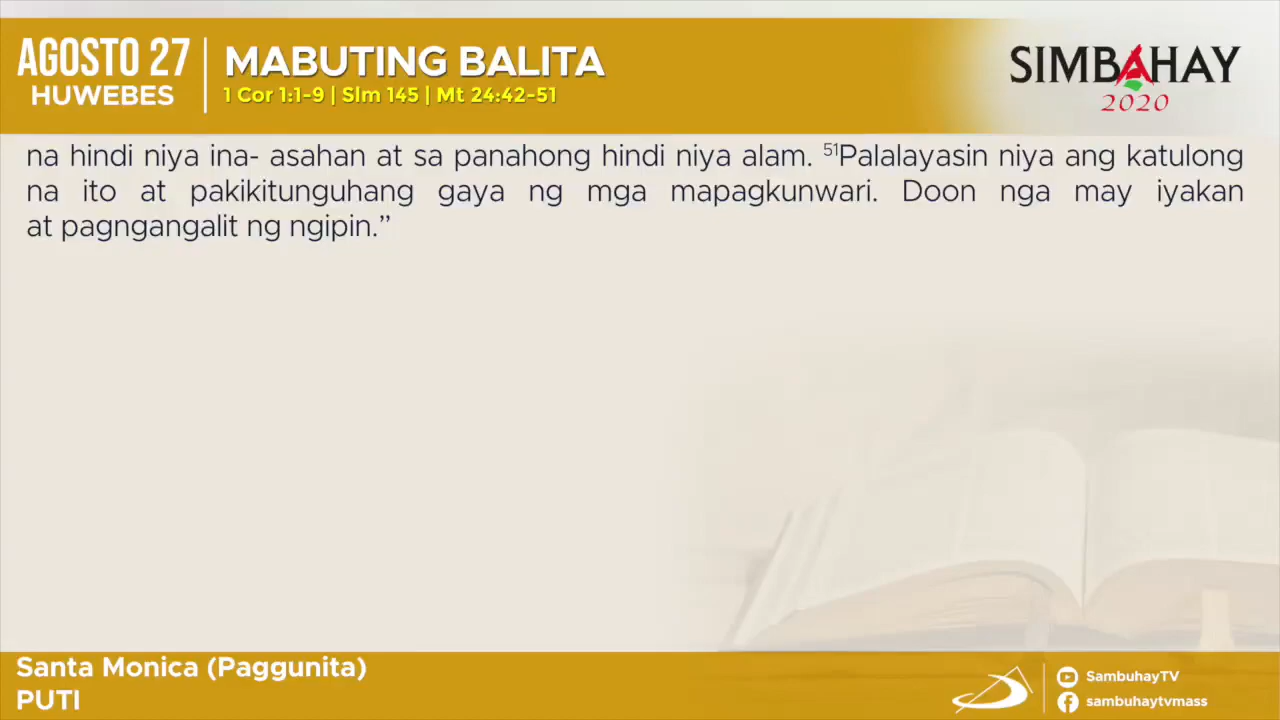 AGOSTO 27
HUWEBES
MABUTING BALITA
1 Cor 1:1-9 | Slm 145 | Mt 24:42-51
SIMBAHAY
2020
na hindi niya ina- asahan at sa panahong hindi niya alam. ⁵¹Palalayasin niya ang katulong
na ito at pakikitunguhang gaya ng mga mapagkunwari. Doon nga may iyakan
at pagngangalit ng ngipin.”
Santa Monica (Paggunita)
PUTI
SambuhayTV
sambuhaytvmass